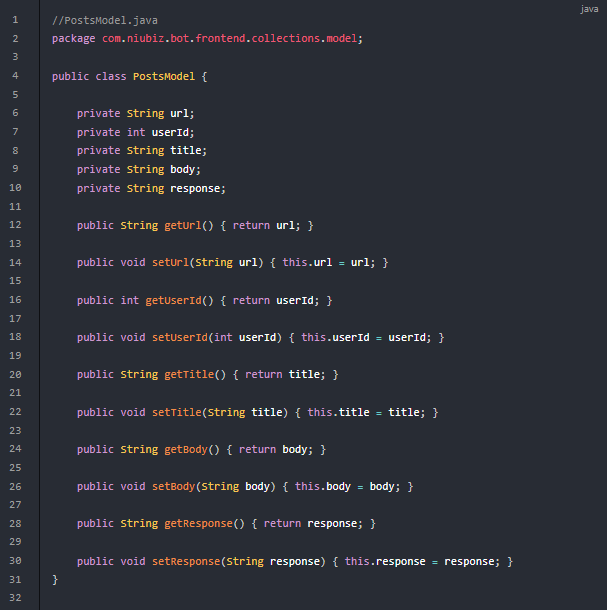 java
1 //PostsModel.java
2 package com.niubiz.bot.frontend.collections.model;
3
4 public class PostsModel {
5
6     private String url;
7     private int userId;
8     private String title;
9     private String body;
10     private String response;
11
12     public String getUrl() { return url; }
13
14     public void setUrl(String url) { this.url = url; }
15
16     public int getUserId() { return userId; }
17
18     public void setUserId(int userId) { this.userId = userId; }
19
20     public String getTitle() { return title; }
21
22     public void setTitle(String title) { this.title = title; }
23
24     public String getBody() { return body; }
25
26     public void setBody(String body) { this.body = body; }
27
28     public String getResponse() { return response; }
29
30     public void setResponse(String response) { this.response = response; }
31 }
32